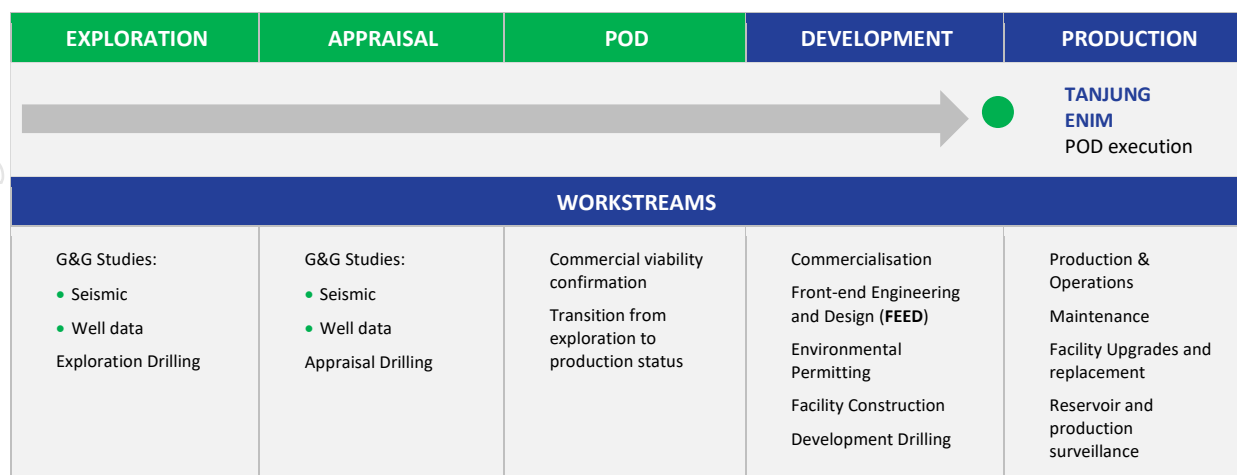 EXPLORATION
APPRAISAL
POD
DEVELOPMENT
PRODUCTION
TANJUNG
ENIM
POD execution
WORKSTREAMS
G&G Studies:
• Seismic
• Well data
Exploration Drilling
G&G Studies:
• Seismic
• Well data
Appraisal Drilling
Commercial viability
confirmation
Transition from
exploration to
production status
Commercialisation
Front-end Engineering
and Design (FEED)
Environmental
Permitting
Facility Construction
Development Drilling
Production &
Operations
Maintenance
Facility Upgrades and
replacement
Reservoir and
production
surveillance